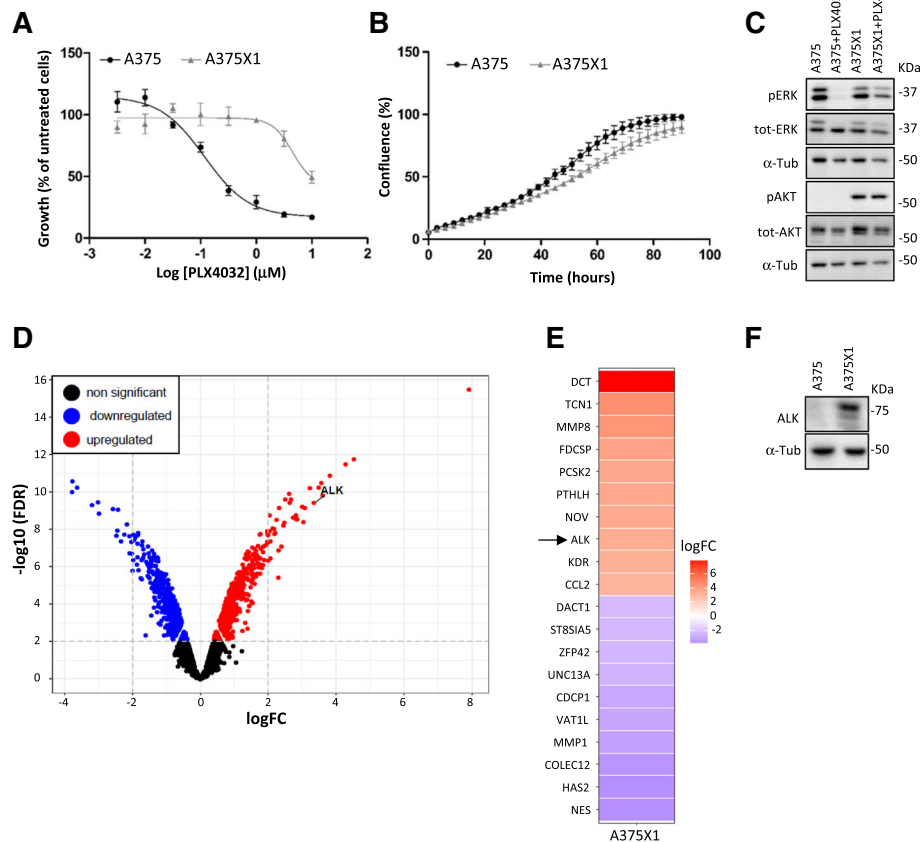 A
150
100
50
0
-3
-2
-1
0
1
2
Growth (% of untreated cells)
Log [PLX4032] (μM)
A375
A375X1
B
150
100
50
0
0
20
40
60
80
100
Confluence (%)
Time (hours)
A375
A375X1
C
A375
A375+PLX40
A375X1
A375X1+PLX
KDa
pERK
-37
tot-ERK
-37
α-Tub
-50
pAKT
-50
tot-AKT
-50
α-Tub
-50
D
non significant
downregulated
upregulated
ALK
16
14
12
10
8
6
4
2
0
-4
-2
0
2
4
6
8
-log10 (FDR)
logFC
E
DCT
TCN1
MMP8
FDCSP
PCSK2
PTHLH
NOV
ALK
KDR
CCL2
DACT1
ST8SIA5
ZFP42
UNC13A
CDCP1
VAT1L
MMP1
COLEC12
HAS2
NES
A375X1
logFC
6
4
2
0
-2
F
A375
A375X1
KDa
ALK
-75
α-Tub
-50